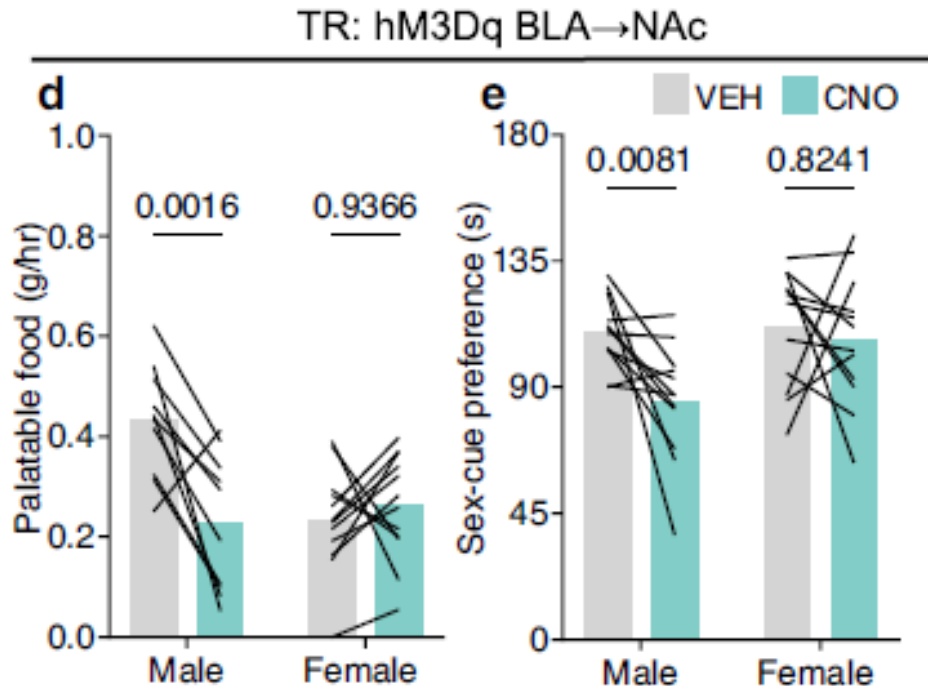 TR: hM3Dq BLA→NAc
d
e
VEH
CNO
Palatable food (g/hr)
1.0
0.8
0.6
0.4
0.2
0.0
0.0016
0.9366
Male
Female
Sex-cue preference (s)
180
135
90
45
0
0.0081
0.8241
Male
Female